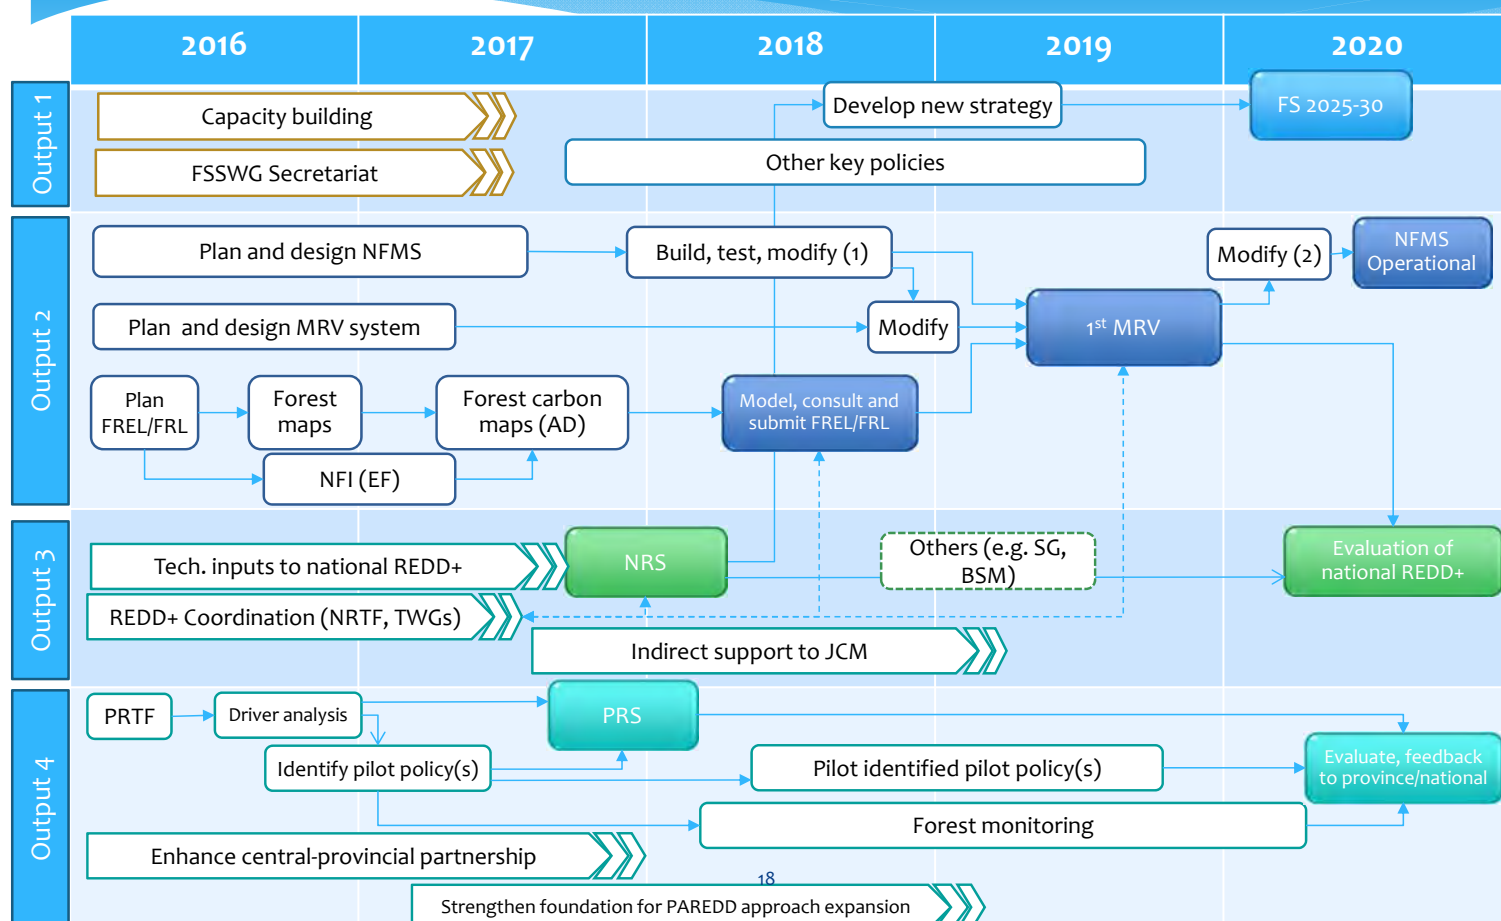 2016
2017
2018
2019
2020
Output 1
Capacity building
FSSWG Secretariat
Develop new strategy
FS 2025-30
Other key policies
Output 2
Plan and design NFMS
Build, test, modify (1)
Modify (2)
NFMS
Operational
Plan  and design MRV system
Modify
1st MRV
Plan
FREL/FRL
Forest
maps
Forest carbon
maps (AD)
Model, consult and
submit FREL/FRL
NFI (EF)
Output 3
Tech. inputs to national REDD+
NRS
Others (e.g. SG,
BSM)
Evaluation of
national REDD+
REDD+ Coordination (NRTF, TWGs)
Indirect support to JCM
Output 4
PRTF
Driver analysis
PRS
Identify pilot policy(s)
Pilot identified pilot policy(s)
Evaluate, feedback
to province/national
Forest monitoring
Enhance central-provincial partnership
18
Strengthen foundation for PAREDD approach expansion